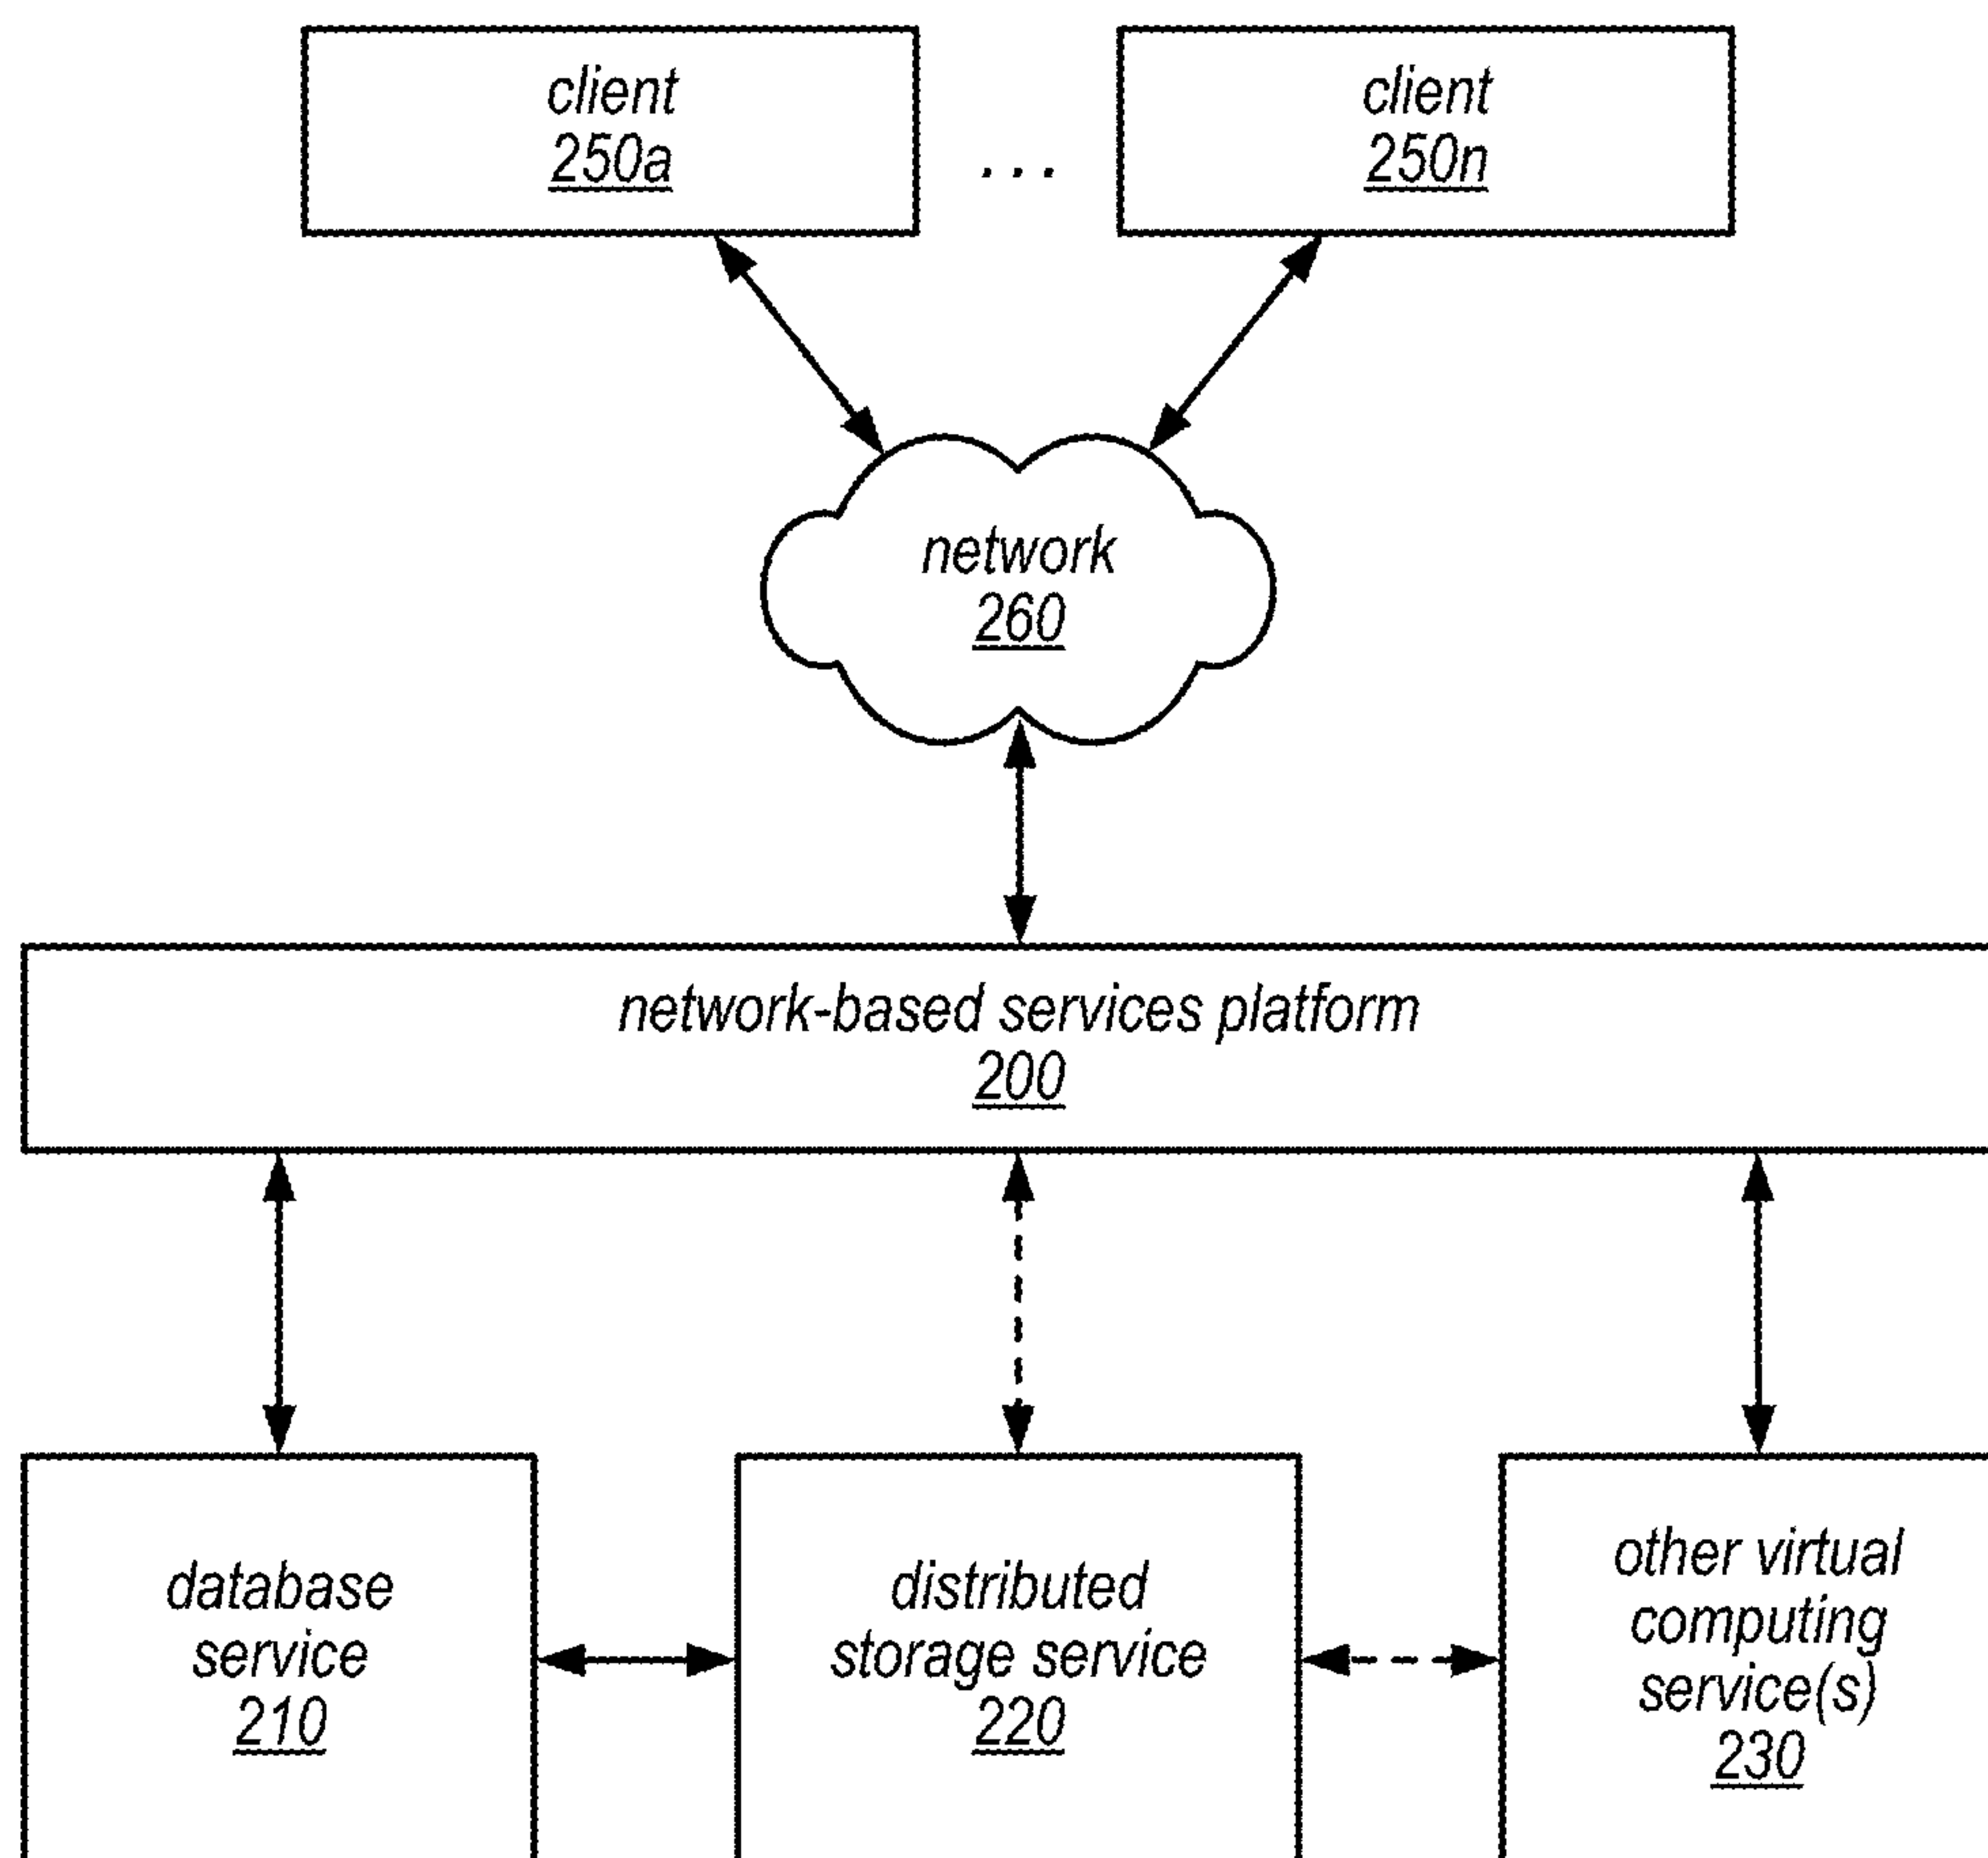 client
250a
...
client
250n
network
260
network-based services platform
200
database
service
210
distributed
storage service
220
other virtual
computing
service(s)
230